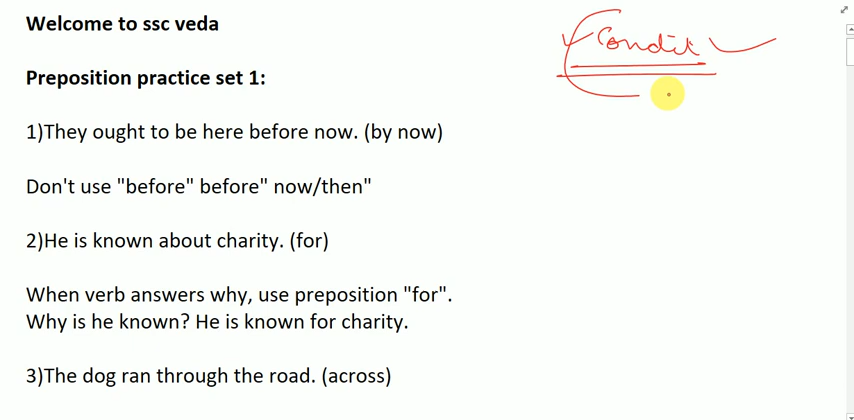 Welcome to ssc veda
Condit
Preposition practice set 1:
1)They ought to be here before now. (by now)
Don't use "before" before" now/then"
2)He is known about charity. (for)
When verb answers why, use preposition "for".
Why is he known? He is known for charity.
3)The dog ran through the road. (across)